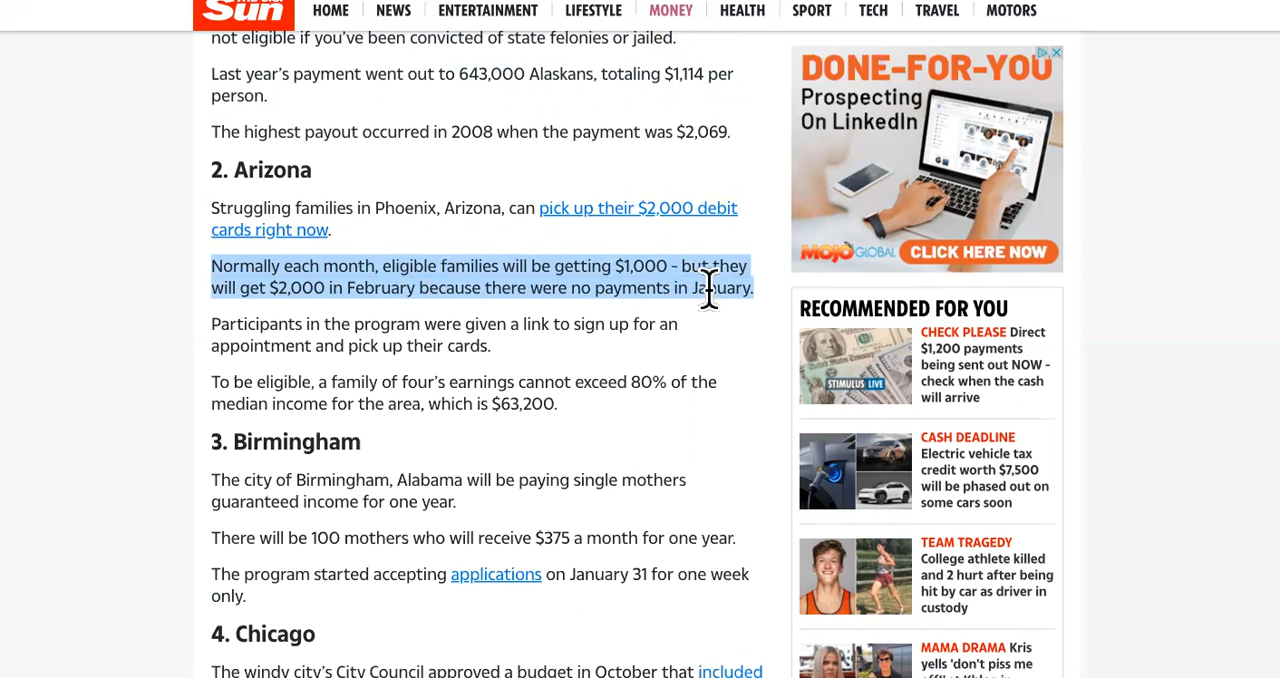 THE U.S. Sun
HOME NEWS ENTERTAINMENT LIFESTYLE MONEY HEALTH SPORT TECH TRAVEL MOTORS
not eligible if you’ve been convicted of state felonies or jailed.
Last year’s payment went out to 643,000 Alaskans, totaling $1,114 per
person.
The highest payout occurred in 2008 when the payment was $2,069.
2. Arizona
Struggling families in Phoenix, Arizona, can pick up their $2,000 debit
cards right now.
Normally each month, eligible families will be getting $1,000 - but they
will get $2,000 in February because there were no payments in January.
Participants in the program were given a link to sign up for an
appointment and pick up their cards.
To be eligible, a family of four’s earnings cannot exceed 80% of the
median income for the area, which is $63,200.
3. Birmingham
The city of Birmingham, Alabama will be paying single mothers
guaranteed income for one year.
There will be 100 mothers who will receive $375 a month for one year.
The program started accepting applications on January 31 for one week
only.
4. Chicago
The windy city’s City Council approved a budget in October that included
DONE-FOR-YOU
Prospecting
On LinkedIn
MOJO GLOBAL CLICK HERE NOW
RECOMMENDED FOR YOU
STIMULUS LIVE
CHECK PLEASE Direct
$1,200 payments
being sent out NOW -
check when the cash
will arrive
CASH DEADLINE
Electric vehicle tax
credit worth $7,500
will be phased out on
some cars soon
TEAM TRAGEDY
College athlete killed
and 2 hurt after being
hit by car as driver in
custody
MAMA DRAMA Kris
yells 'don’t piss me